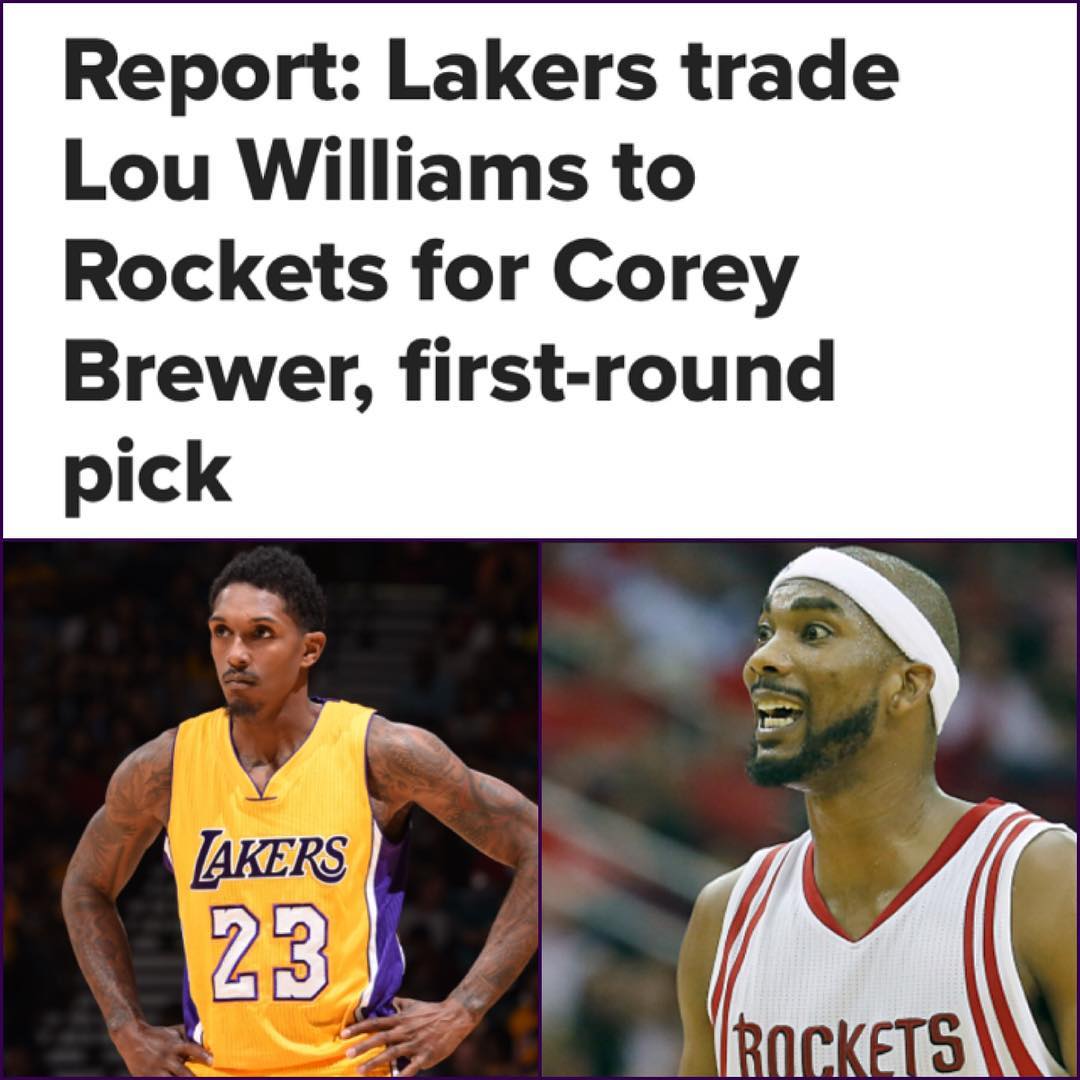 Report: Lakers trade
Lou Williams to
Rockets for Corey
Brewer, first-round
pick
LAKERS
23
ROCKETS